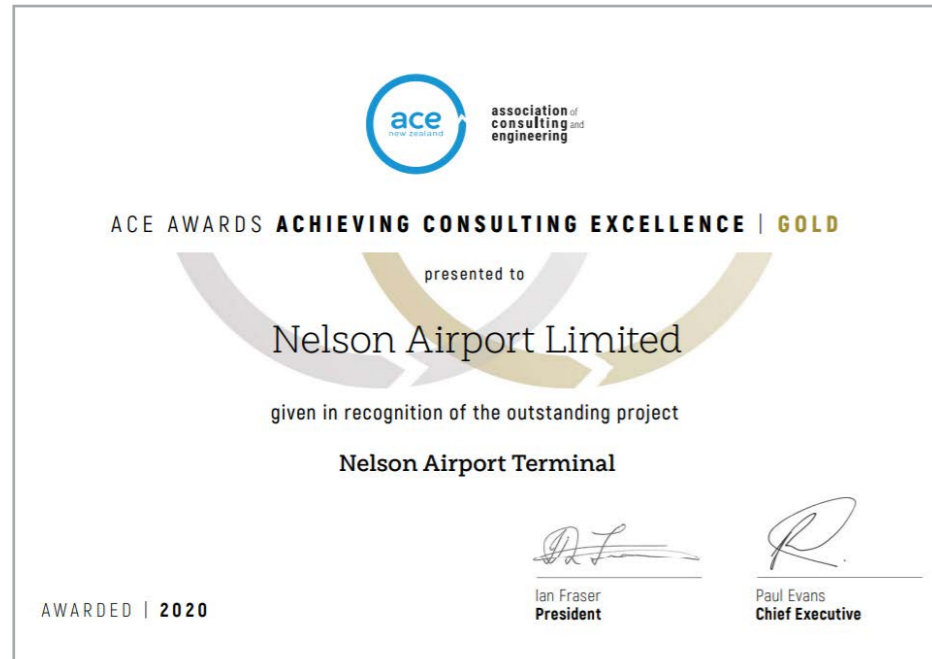 ace
new zealand
association of
consulting and
engineering
ACE AWARDS ACHIEVING CONSULTING EXCELLENCE | GOLD
presented to
Nelson Airport Limited
given in recognition of the outstanding project
Nelson Airport Terminal
Ian Fraser
President
Paul Evans
Chief Executive
AWARDED | 2020